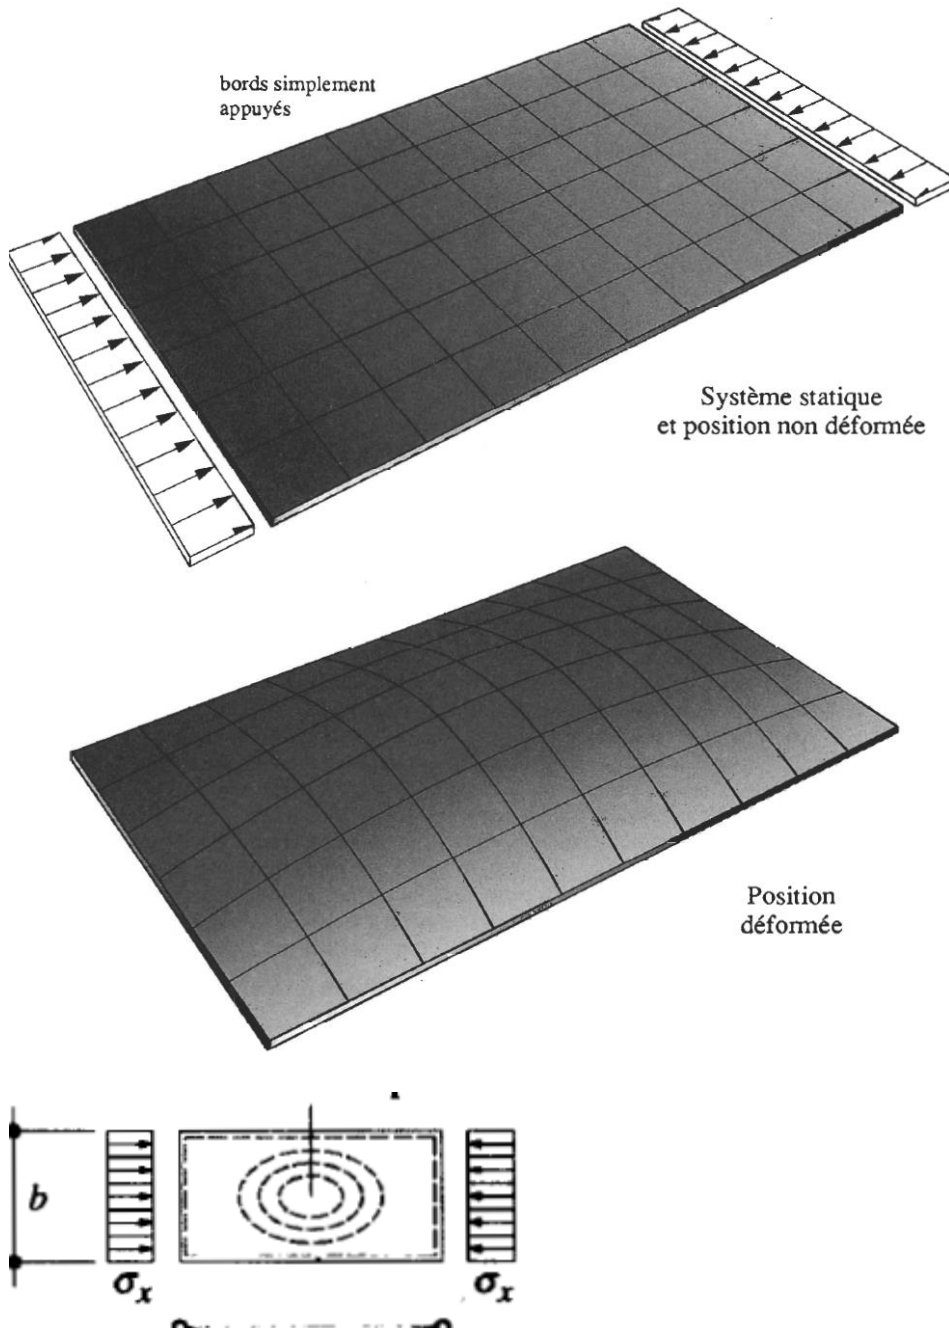 bords simplement
appuyés
Système statique
et position non déformée
Position
déformée
b
σx σx